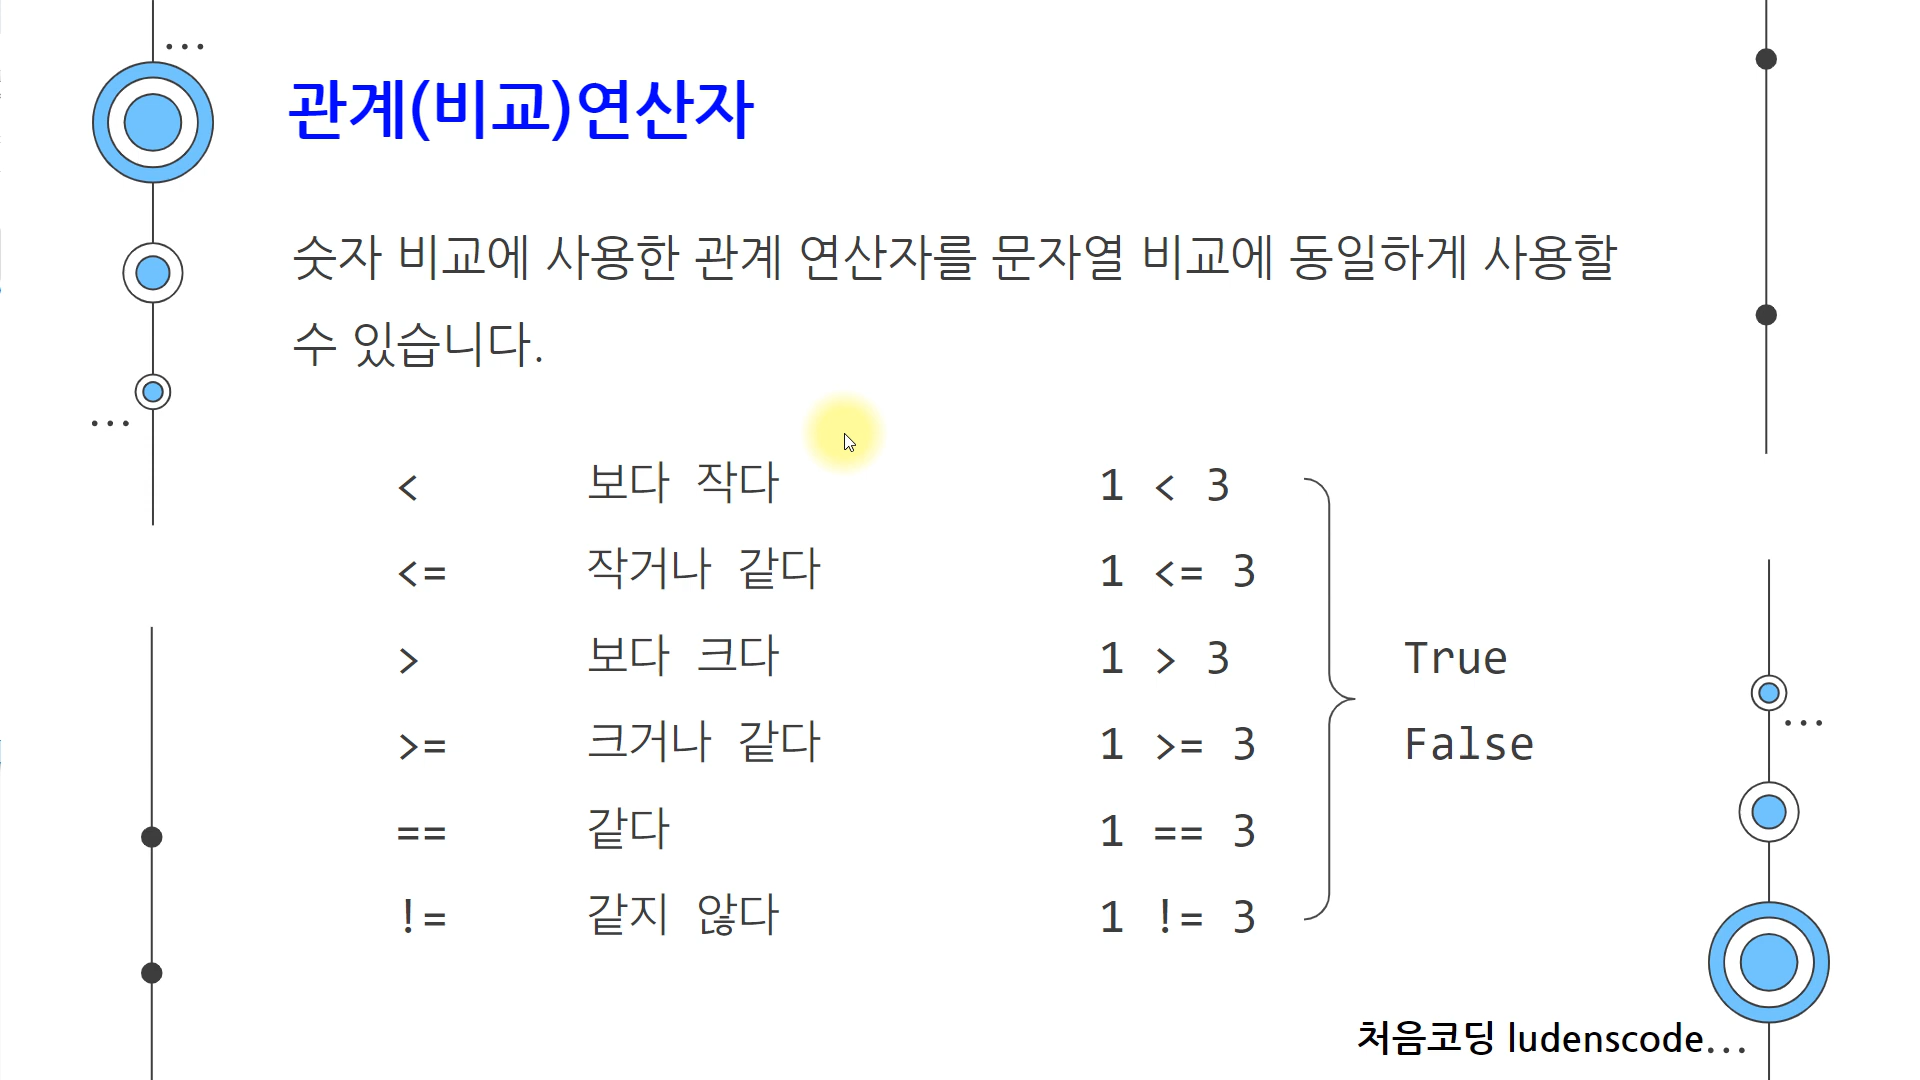 관계(비교)연산자
숫자 비교에 사용한 관계 연산자를 문자열 비교에 동일하게 사용할
수 있습니다.
< 보다 작다 1 < 3
<= 작거나 같다 1 <= 3
> 보다 크다 1 > 3 True
>= 크거나 같다 1 >= 3 False
== 같다 1 == 3
!= 같지 않다 1 != 3
처음코딩 ludenscode